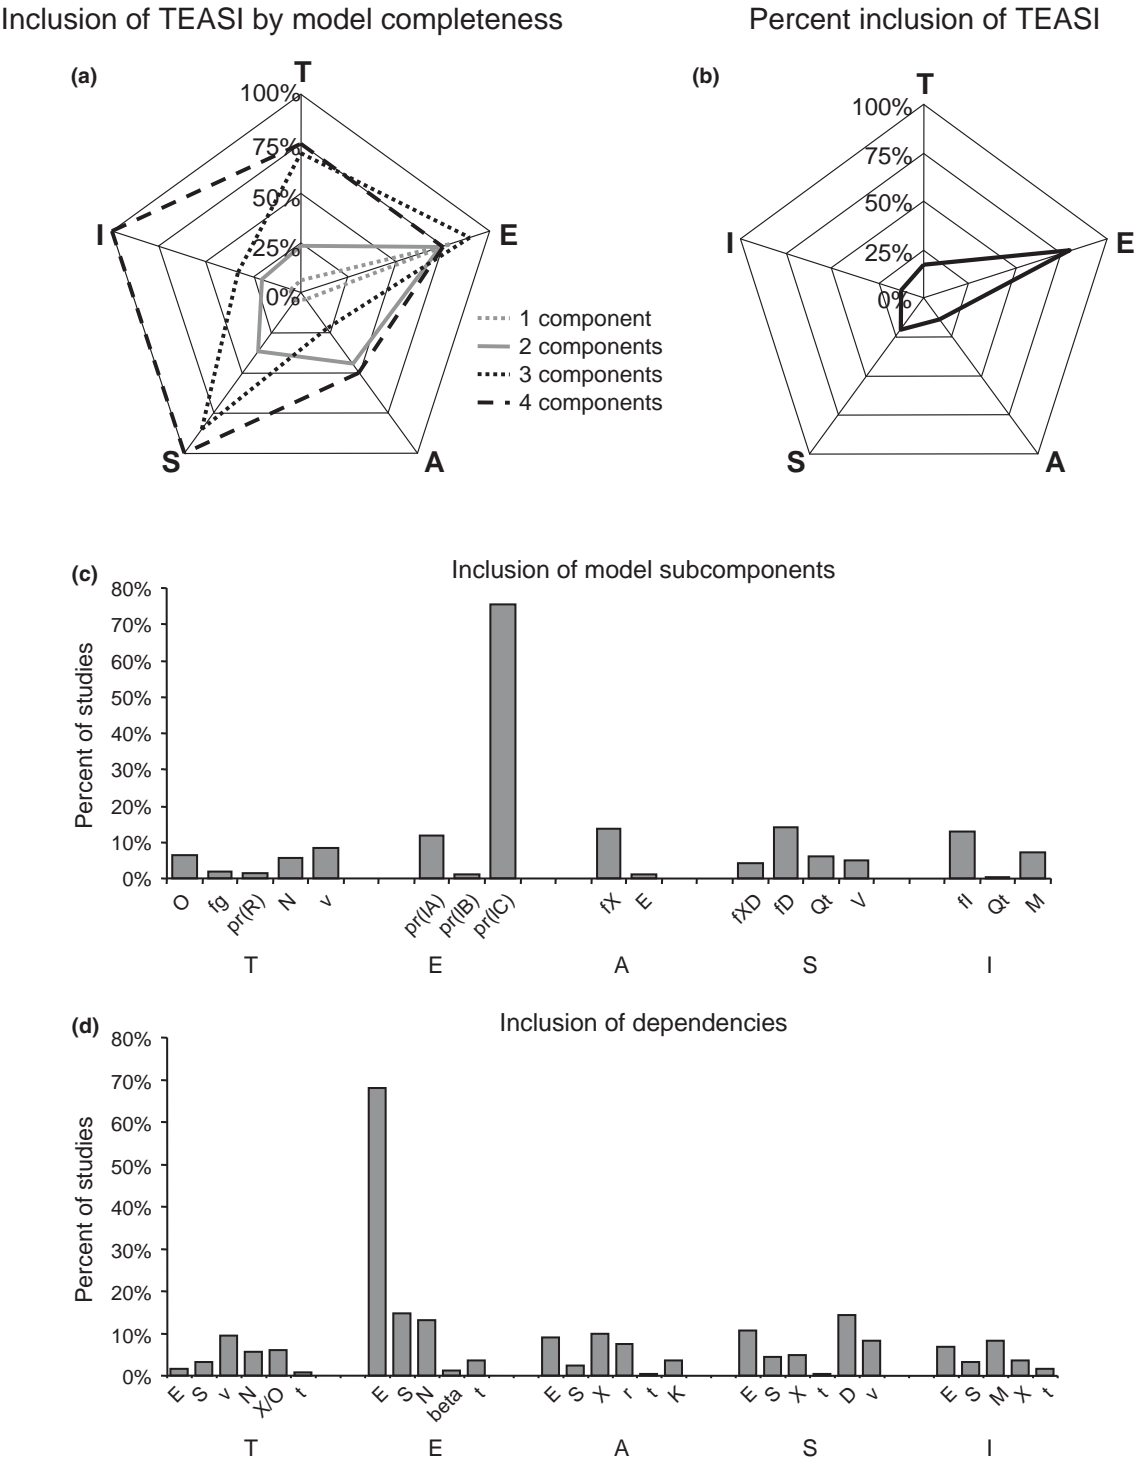 Inclusion of TEASI by model completeness
Percent inclusion of TEASI
(a)
T
100%
75%
50%
25%
0%
I
E
S
A
1 component
2 components
3 components
4 components
(b)
T
100%
75%
50%
25%
0%
I
E
S
A
(c)
Inclusion of model subcomponents
Percent of studies
80%
70%
60%
50%
40%
30%
20%
10%
0%
O fg pr(R) N v pr(IA) pr(IB) pr(IC) fX E fXD fD Qt V fI Qt M
T E A S I
(d)
Inclusion of dependencies
Percent of studies
80%
70%
60%
50%
40%
30%
20%
10%
0%
E S v N X/O t E S N beta t E S X r t K E S X t D v E S M X t
T E A S I